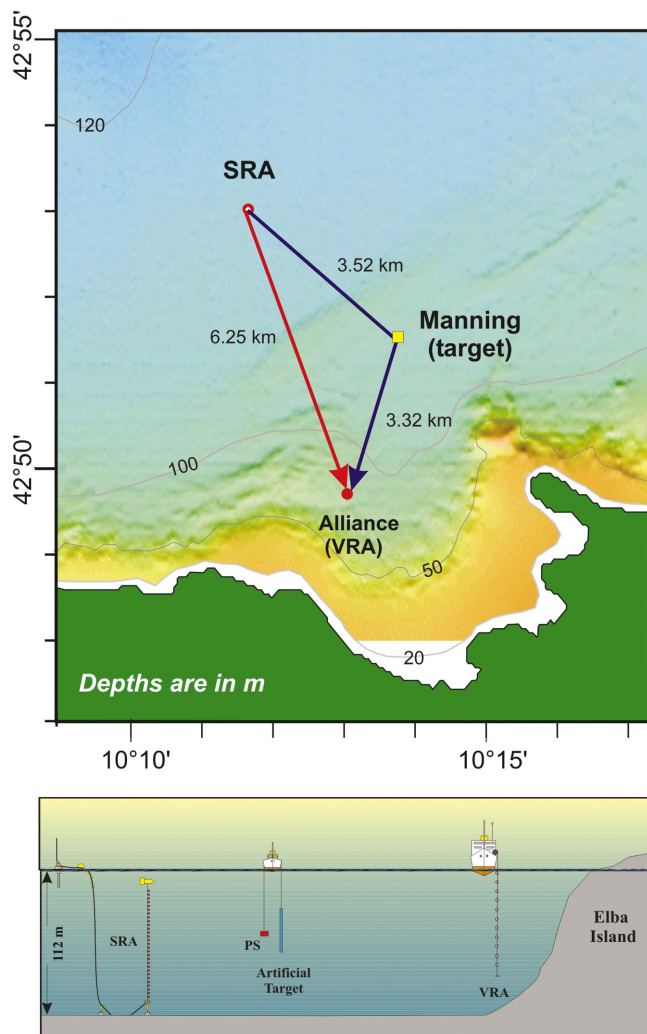 42°55'
120
SRA
3.52 km
6.25 km
Manning
(target)
3.32 km
42°50'
100
Alliance
(VRA)
50
20
Depths are in m
10°10'
10°15'
112 m
SRA
PS
Artificial
Target
VRA
Elba
Island